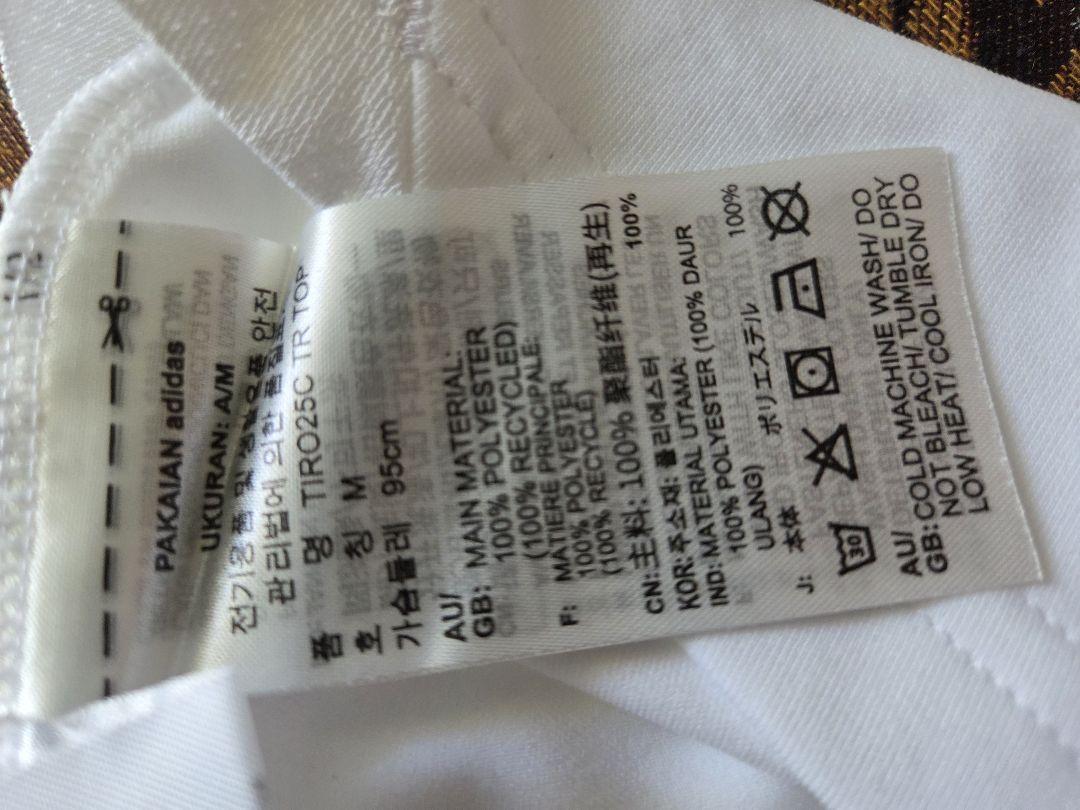 PAKAIAN adidas
UKURAN: A/M
전기용품 및 생활용품 안전
관리법에 의한 품질표
품 명 TIRO25C TR TOP
호 칭 M
가슴둘레 95cm
AU/
GB: MAIN MATERIAL:
100% POLYESTER
(100% RECYCLED)
F: MATIERE PRINCIPALE:
100% POLYESTER
(100% RECYCLE)
CN: 主料: 100% 聚酯纤维(再生)
KOR: 주소재: 폴리에스터 100%
IND: MATERIAL UTAMA:
100% POLYESTER (100% DAUR
ULANG)
J: 本体 ポリエステル 100%
30
AU/
GB: COLD MACHINE WASH/ DO
NOT BLEACH/ TUMBLE DRY
LOW HEAT/ COOL IRON/ DO